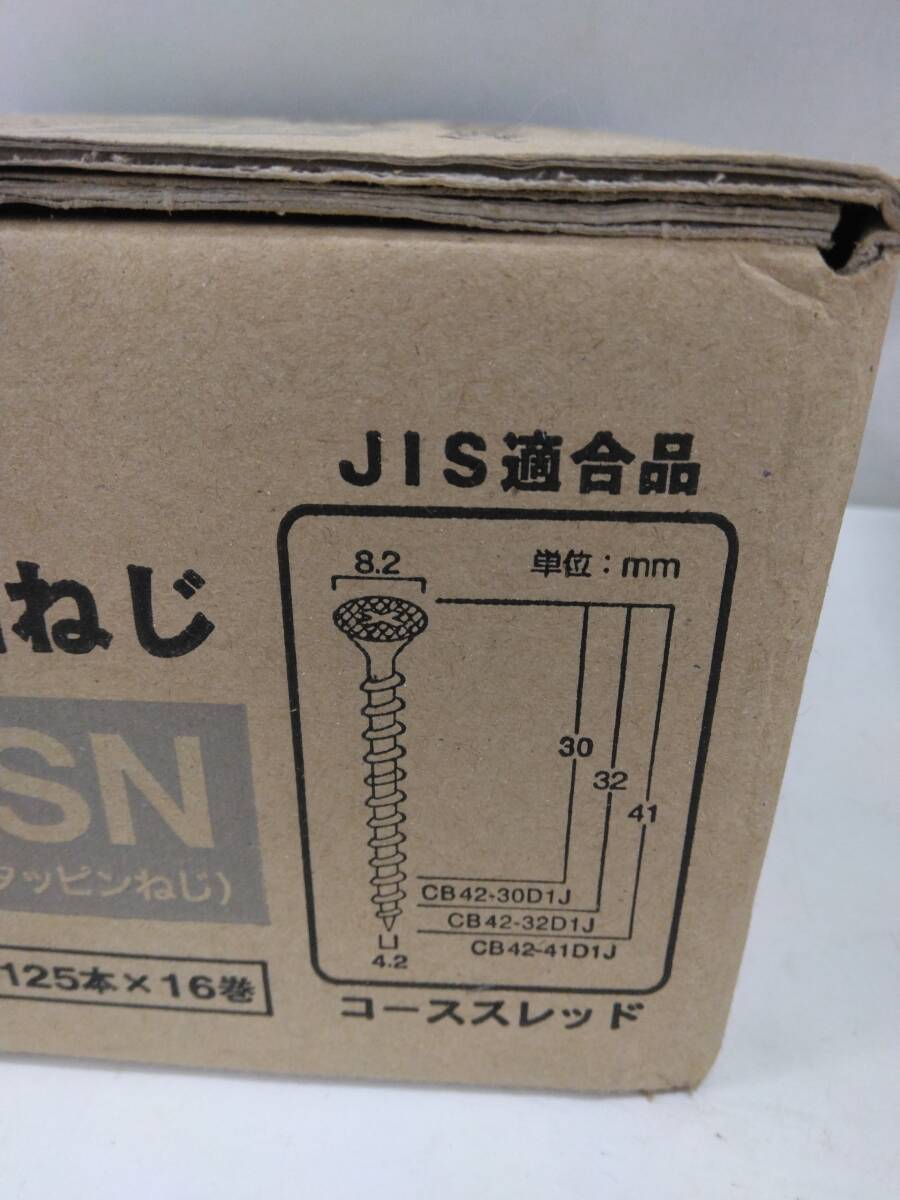 JIS適合品
8.2
単位：mm
ねじ
30
32
41
SN
タッピンねじ）
CB42-30D1J
CB42-32D1J
CB42-41D1J
4.2
125本×16巻
コーススレッド